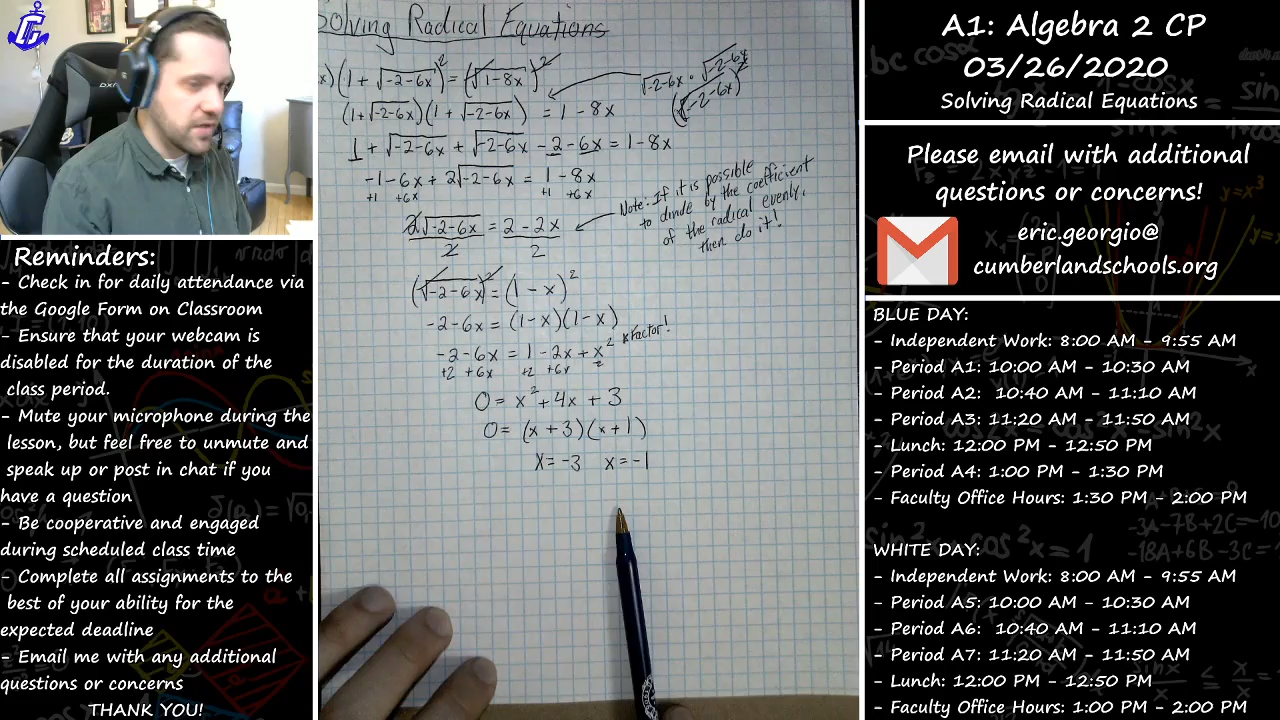 Solving Radical Equations
(1 + √-2-6x)² = (√1-8x)²
(1+√-2-6x)(1 + √-2-6x) = 1 - 8x
√-2-6x · √-2-6x
(√-2-6x)²
1 + √-2-6x + √-2-6x - 2 - 6x = 1 - 8x
-1 - 6x + 2√-2-6x = 1 - 8x
+1 +6x +1 +6x
Note: If it is possible
to divide by the coefficient
of the radical evenly,
then do it!
2√-2-6x = 2 - 2x
2 2
(√-2-6x)² = (1 - x)²
-2-6x = (1-x)(1-x)
-2-6x = 1 - 2x + x² *Factor!
+2 +6x +2 +6x
0 = x² + 4x + 3
0 = (x + 3)(x + 1)
x = -3 x = -1
Reminders:
- Check in for daily attendance via
the Google Form on Classroom
- Ensure that your webcam is
disabled for the duration of the
class period.
- Mute your microphone during the
lesson, but feel free to unmute and
speak up or post in chat if you
have a question
- Be cooperative and engaged
during scheduled class time
- Complete all assignments to the
best of your ability for the
expected deadline
- Email me with any additional
questions or concerns
THANK YOU!
A1: Algebra 2 CP
03/26/2020
Solving Radical Equations
Please email with additional
questions or concerns!
eric.georgio@
cumberlandschools.org
BLUE DAY:
- Independent Work: 8:00 AM - 9:55 AM
- Period A1: 10:00 AM - 10:30 AM
- Period A2: 10:40 AM - 11:10 AM
- Period A3: 11:20 AM - 11:50 AM
- Lunch: 12:00 PM - 12:50 PM
- Period A4: 1:00 PM - 1:30 PM
- Faculty Office Hours: 1:30 PM - 2:00 PM
WHITE DAY:
- Independent Work: 8:00 AM - 9:55 AM
- Period A5: 10:00 AM - 10:30 AM
- Period A6: 10:40 AM - 11:10 AM
- Period A7: 11:20 AM - 11:50 AM
- Lunch: 12:00 PM - 12:50 PM
- Faculty Office Hours: 1:00 PM - 2:00 PM